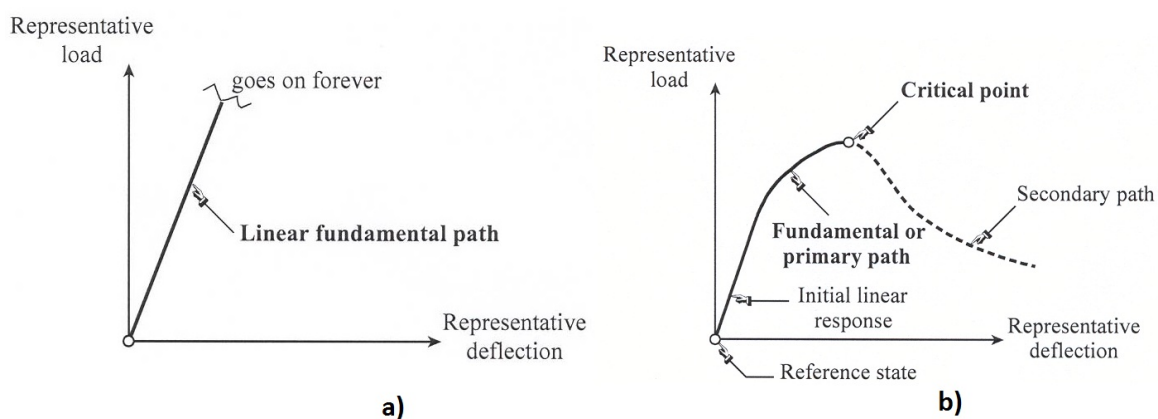 Representative
load
goes on forever
Linear fundamental path
Representative
deflection
a)
Representative
load
Critical point
Secondary path
Fundamental or
primary path
Initial linear
response
Representative
deflection
Reference state
b)